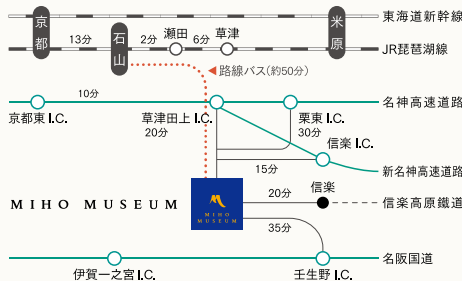 東海道新幹線
京都
石山
米原
瀬田
草津
13分
2分
6分
JR琵琶湖線
路線バス(約50分)
10分
名神高速道路
京都東 I.C.
草津田上 I.C.
20分
栗東 I.C.
30分
信楽 I.C.
15分
新名神高速道路
MIHO MUSEUM
MIHO
MUSEUM
20分
信楽
信楽高原鐵道
35分
名阪国道
伊賀一之宮 I.C.
壬生野 I.C.